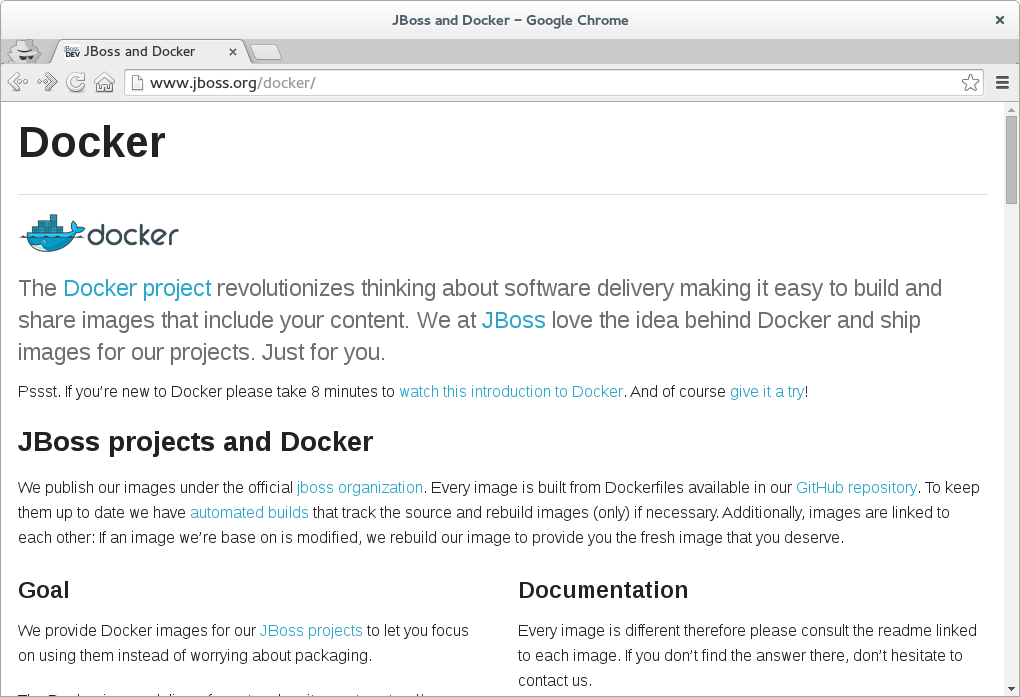 JBoss and Docker – Google Chrome
JBoss DEV JBoss and Docker
www.jboss.org/docker/
Docker
docker
The Docker project revolutionizes thinking about software delivery making it easy to build and
share images that include your content. We at JBoss love the idea behind Docker and ship
images for our projects. Just for you.
Pssst. If you’re new to Docker please take 8 minutes to watch this introduction to Docker. And of course give it a try!
JBoss projects and Docker
We publish our images under the official jboss organization. Every image is built from Dockerfiles available in our GitHub repository. To keep
them up to date we have automated builds that track the source and rebuild images (only) if necessary. Additionally, images are linked to
each other: If an image we’re base on is modified, we rebuild our image to provide you the fresh image that you deserve.
Goal
We provide Docker images for our JBoss projects to let you focus
on using them instead of worrying about packaging.
Documentation
Every image is different therefore please consult the readme linked
to each image. If you don’t find the answer there, don’t hesitate to
contact us.